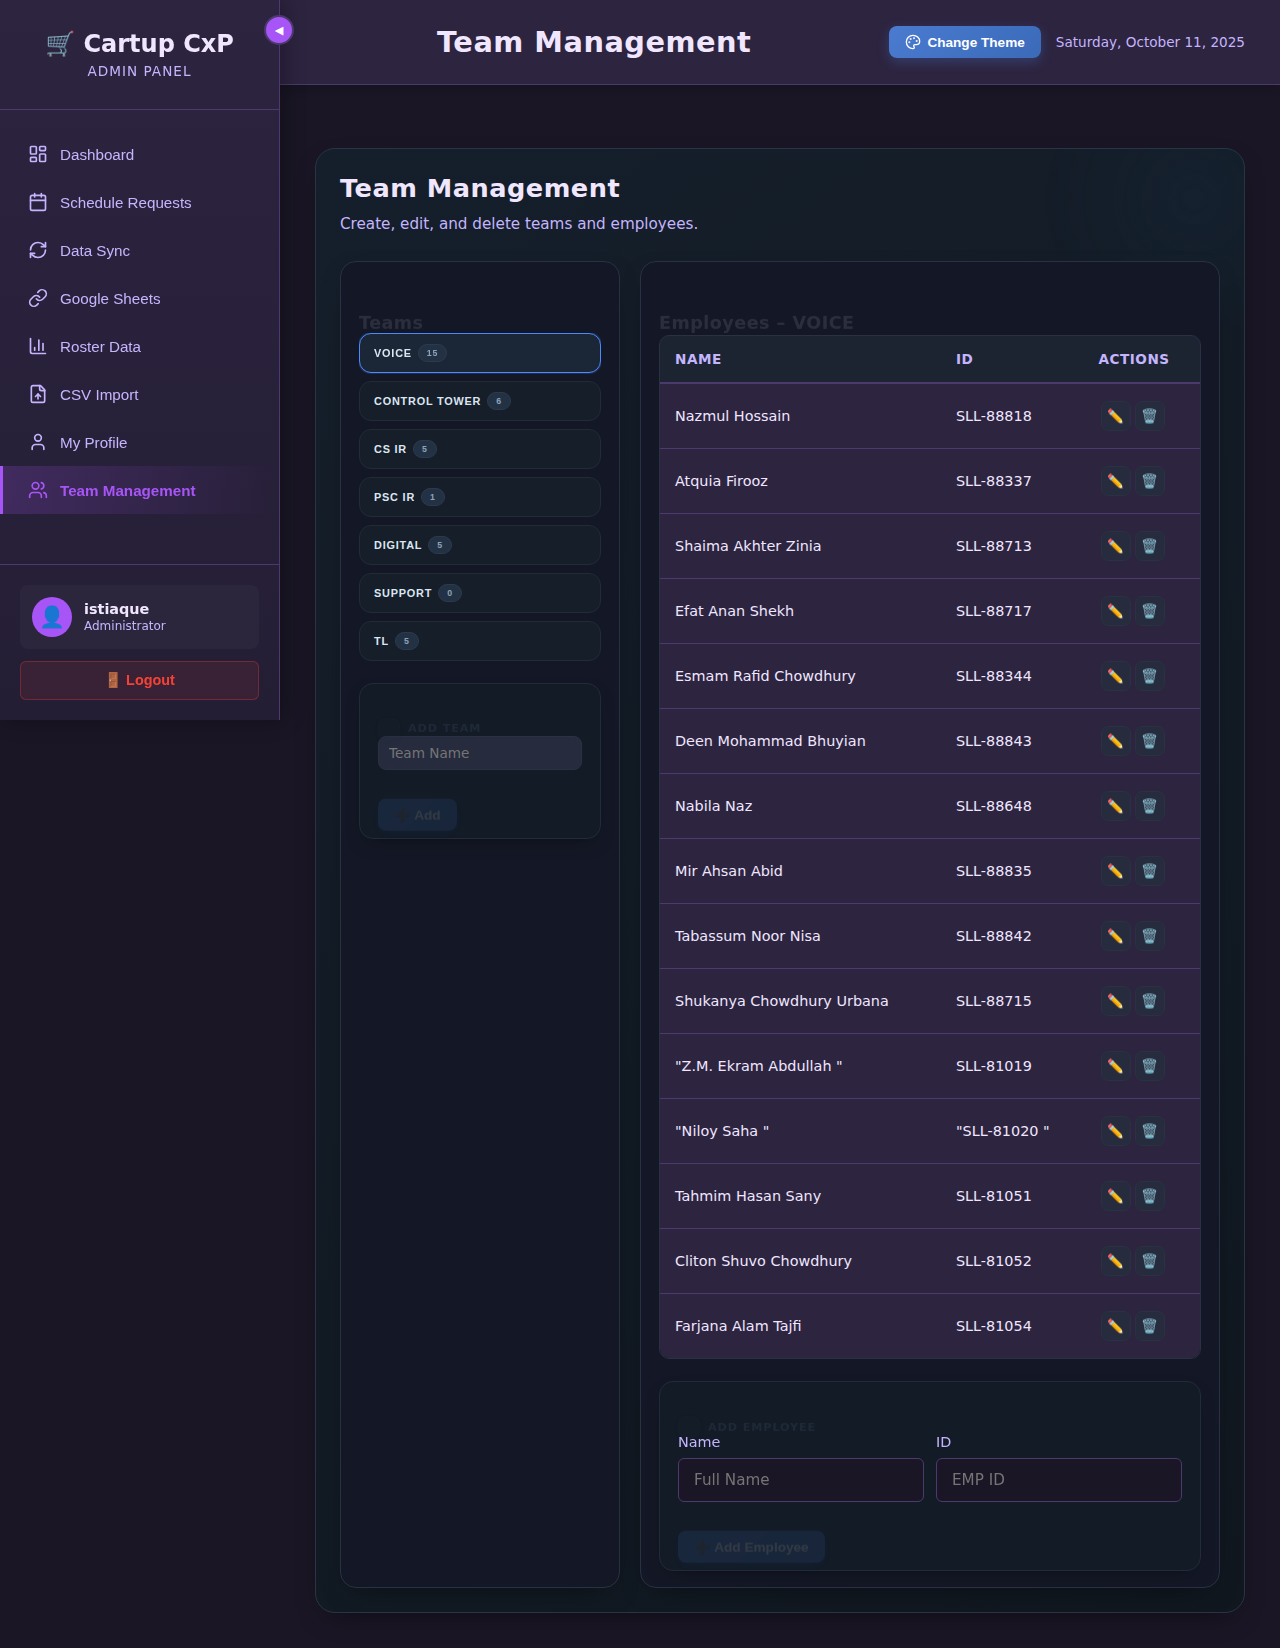 🛒 Cartup CxP
ADMIN PANEL
◀
Dashboard
Schedule Requests
Data Sync
Google Sheets
Roster Data
CSV Import
My Profile
Team Management
istiaque
Administrator
Logout
Team Management
Change Theme
Saturday, October 11, 2025
Team Management
Create, edit, and delete teams and employees.
Teams
VOICE 15
CONTROL TOWER 6
CS IR 5
PSC IR 1
DIGITAL 5
SUPPORT 0
TL 5
ADD TEAM
Team Name
Add
Employees – VOICE
NAME ID ACTIONS
Nazmul Hossain SLL-88818
Atquia Firooz SLL-88337
Shaima Akhter Zinia SLL-88713
Efat Anan Shekh SLL-88717
Esmam Rafid Chowdhury SLL-88344
Deen Mohammad Bhuyian SLL-88843
Nabila Naz SLL-88648
Mir Ahsan Abid SLL-88835
Tabassum Noor Nisa SLL-88842
Shukanya Chowdhury Urbana SLL-88715
"Z.M. Ekram Abdullah " SLL-81019
"Niloy Saha " "SLL-81020 "
Tahmim Hasan Sany SLL-81051
Cliton Shuvo Chowdhury SLL-81052
Farjana Alam Tajfi SLL-81054
ADD EMPLOYEE
Name ID
Full Name EMP ID
Add Employee